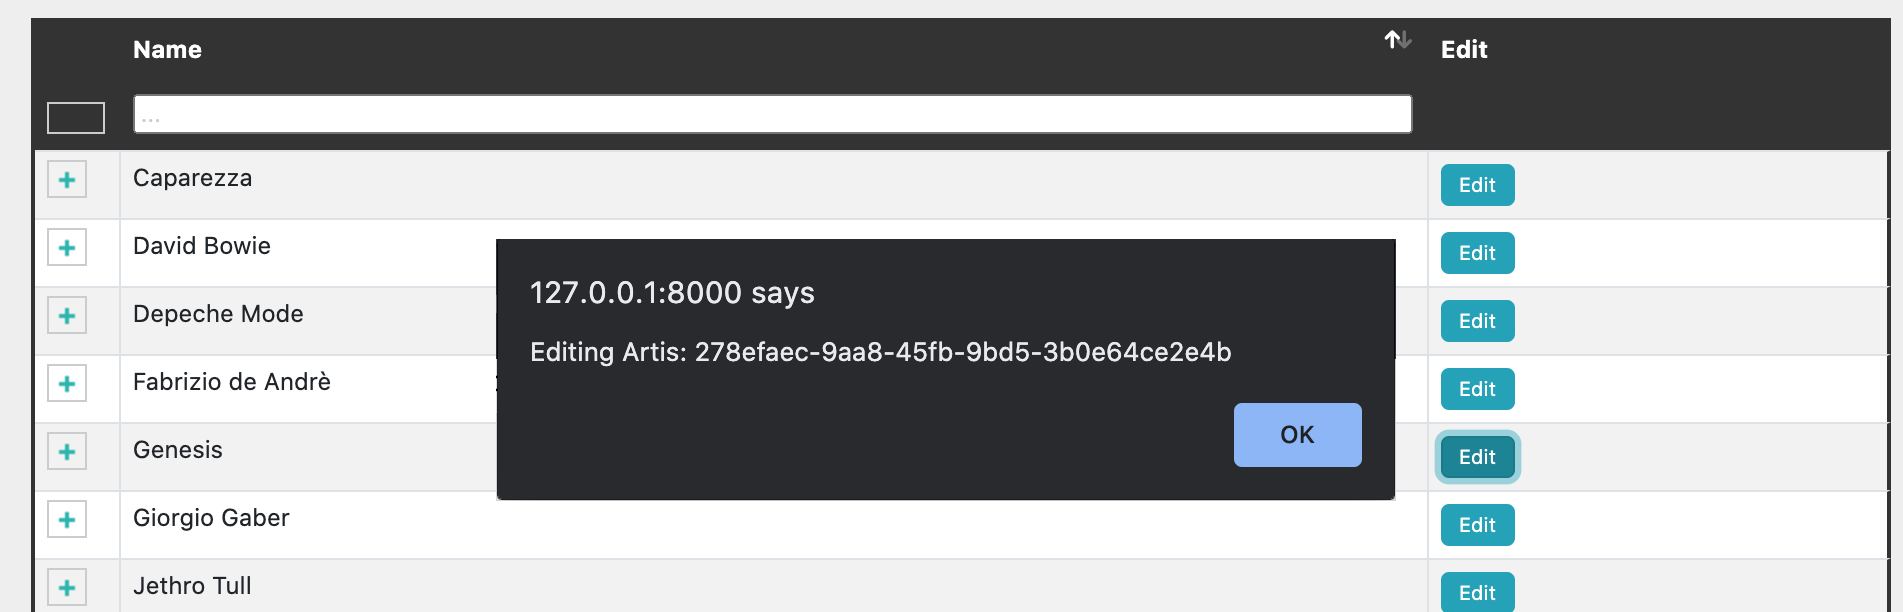 Name Edit
...
Caparezza Edit
David Bowie Edit
Depeche Mode Edit
Fabrizio de Andrè Edit
Genesis Edit
Giorgio Gaber Edit
Jethro Tull Edit
127.0.0.1:8000 says
Editing Artis: 278efaec-9aa8-45fb-9bd5-3b0e64ce2e4b
OK